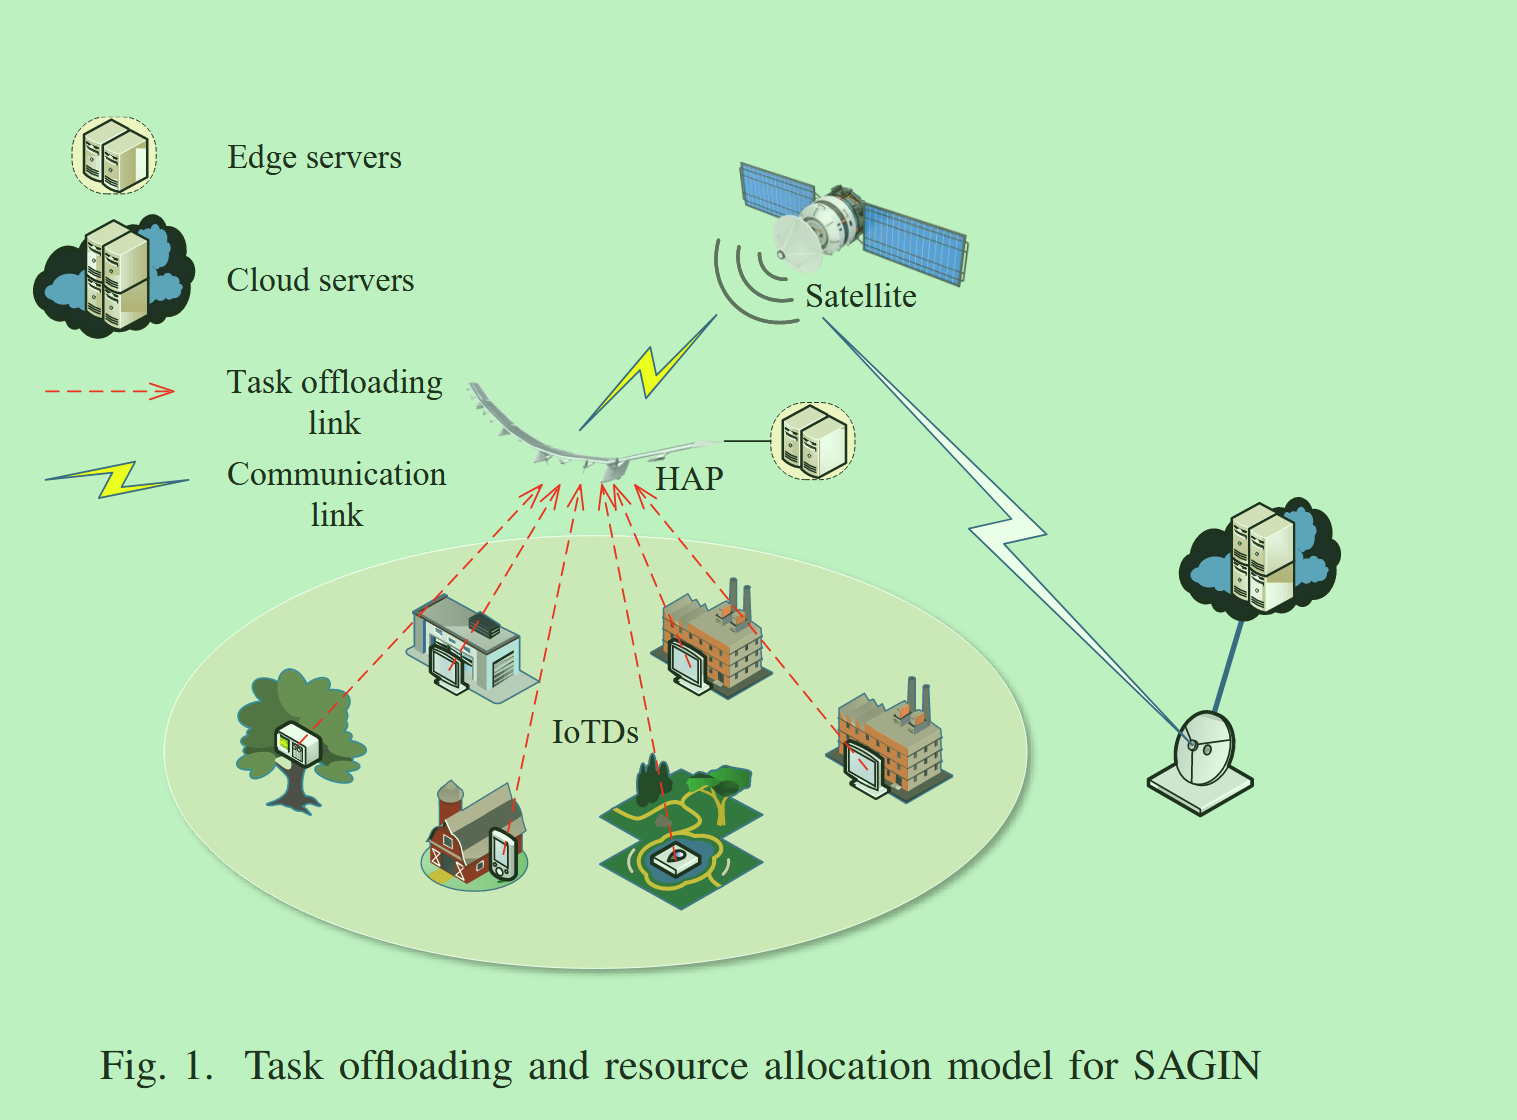 Edge servers
Cloud servers
Task offloading
link
Communication
link
Satellite
HAP
IoTDs
Fig. 1. Task offloading and resource allocation model for SAGIN